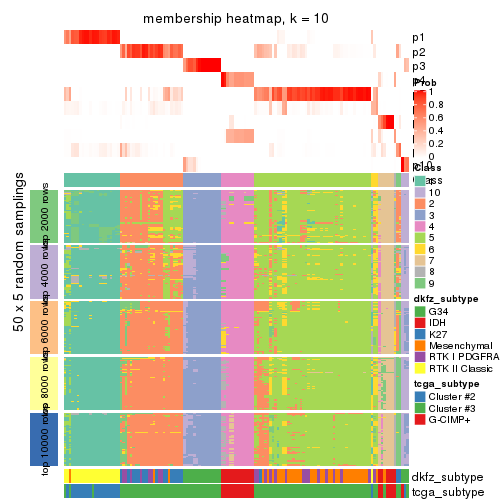 membership heatmap, k = 10
p1
p2
p3
p4
Prob
1
0.8
0.6
0.4
0.2
0
p10
Class
Class
1
10
2
3
4
5
6
7
8
9
dkfz_subtype
G34
IDH
K27
Mesenchymal
RTK I PDGFRA
RTK II Classic
tcga_subtype
Cluster #2
Cluster #3
G-CIMP+
50 x 5 random samplings
top 2000 rows
top 4000 rows
top 6000 rows
top 8000 rows
top 10000 rows
dkfz_subtype
tcga_subtype